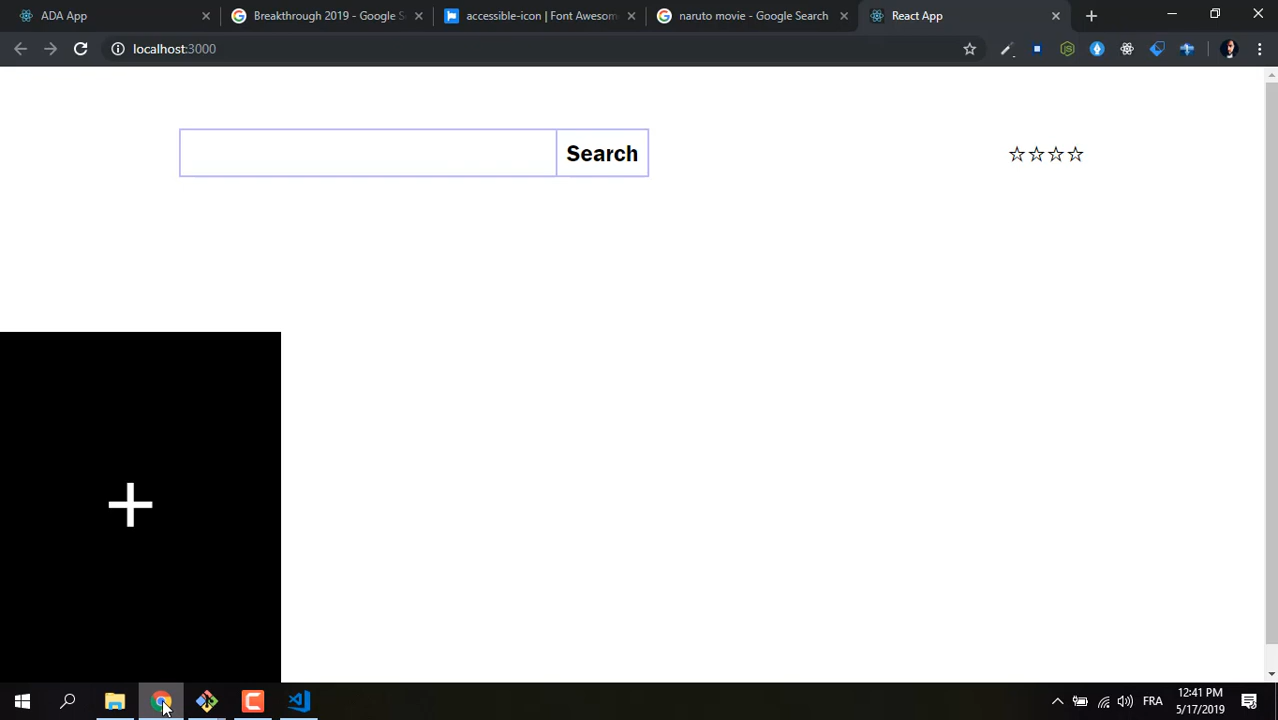 ADA App
Breakthrough 2019 - Google S
accessible-icon | Font Awesom
naruto movie - Google Search
React App
localhost:3000
Search
☆☆☆☆
+
FRA
12:41 PM
5/17/2019